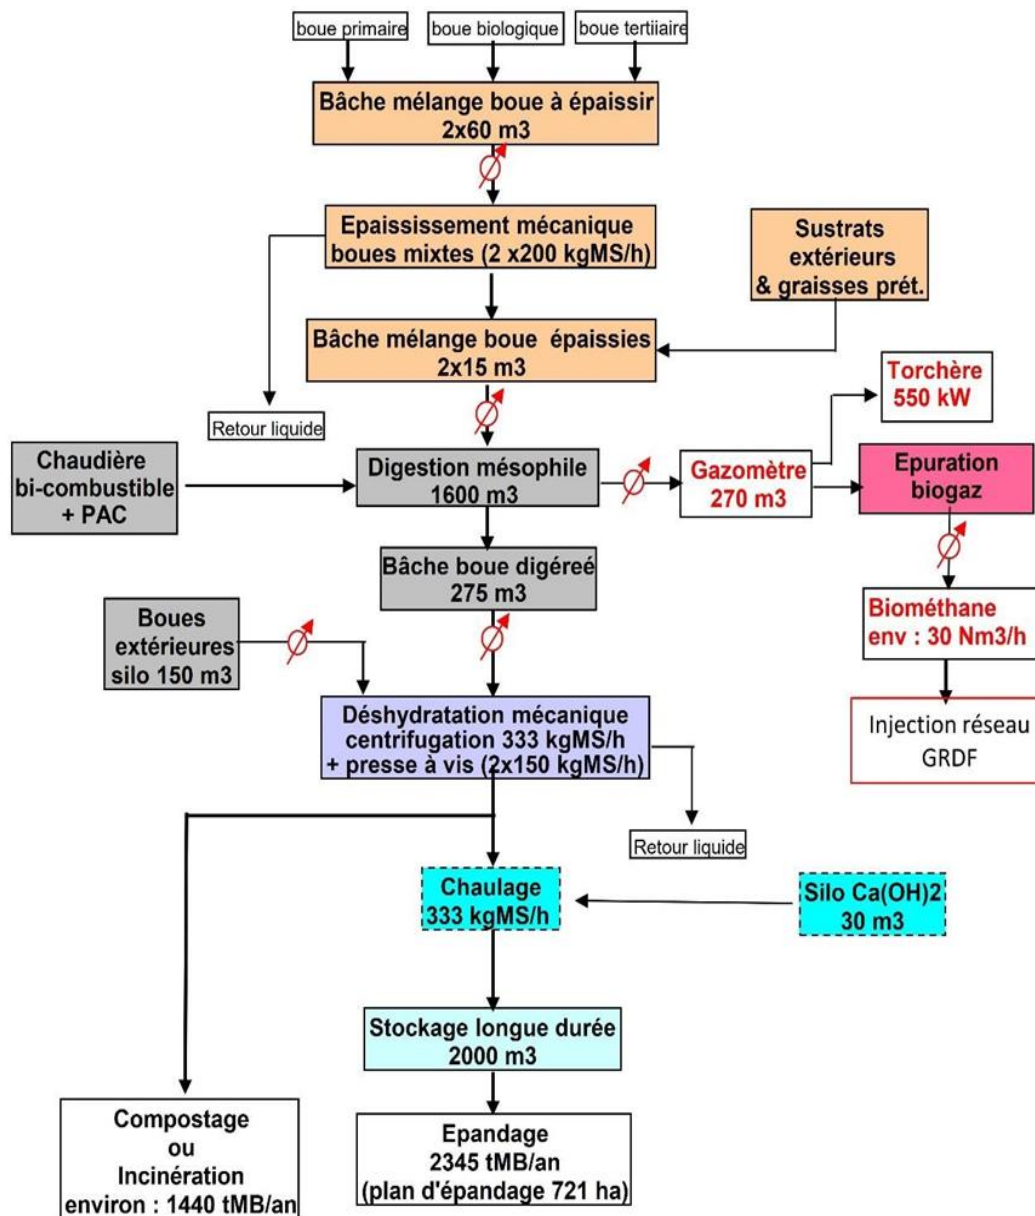 boue primaire
boue biologique
boue tertiiaire
Bâche mélange boue à épaissir
2x60 m3
Epaississement mécanique
boues mixtes (2 x200 kgMS/h)
Sustrats
extérieurs
& graisses prét.
Bâche mélange boue épaissies
2x15 m3
Torchère
550 kW
Retour liquide
Chaudière
bi-combustible
+ PAC
Digestion mésophile
1600 m3
Gazomètre
270 m3
Epuration
biogaz
Bâche boue digéreé
275 m3
Boues
extérieures
silo 150 m3
Biométhane
env : 30 Nm3/h
Déshydratation mécanique
centrifugation 333 kgMS/h
+ presse à vis (2x150 kgMS/h)
Injection réseau
GRDF
Retour liquide
Chaulage
333 kgMS/h
Silo Ca(OH)2
30 m3
Stockage longue durée
2000 m3
Compostage
ou
Incinération
environ : 1440 tMB/an
Epandage
2345 tMB/an
(plan d'épandage 721 ha)